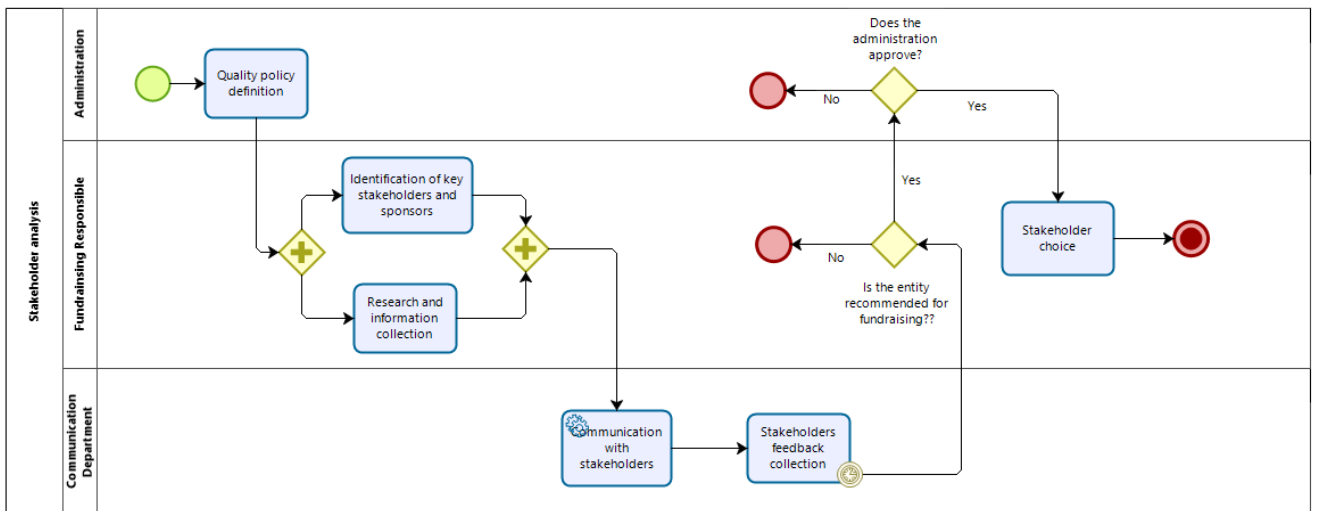 Stakeholder analysis
Administration
Quality policy
definition
Does the
administration
approve?
No
Yes
Fundrainsing Responsible
Identification of key
stakeholders and
sponsors
Research and
information
collection
Yes
No
Is the entity
recommended for
fundraising??
Stakeholder
choice
Communication
Department
Communication
with
stakeholders
Stakeholders
feedback
collection